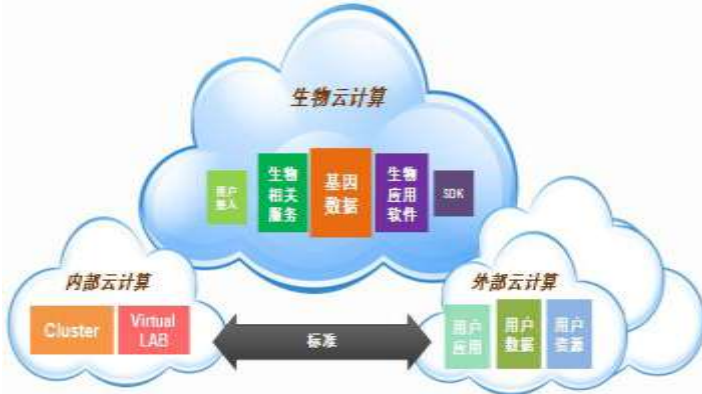 生物云计算
用户
接入
生物
相关
服务
基因
数据
生物
应用
软件
SDK
内部云计算
Cluster
Virtual
LAB
标准
外部云计算
用户
应用
用户
数据
用户
资源